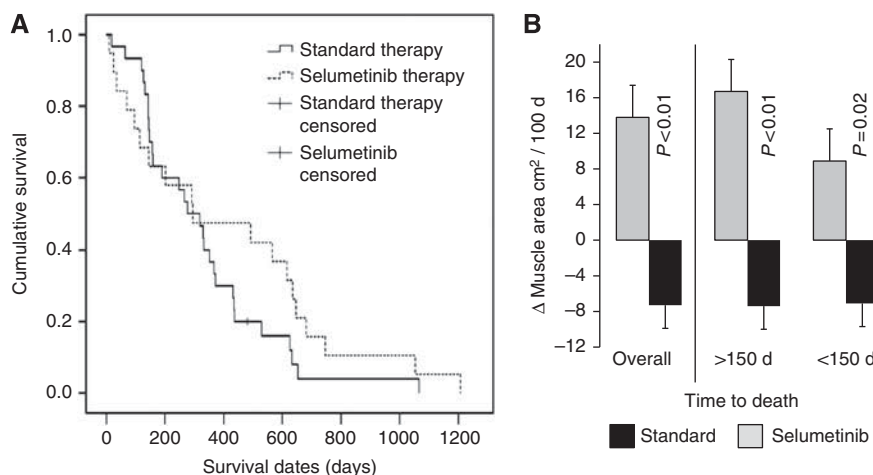 A
1.0
0.8
0.6
0.4
0.2
0.0
Cumulative survival
Standard therapy
Selumetinib therapy
Standard therapy
censored
Selumetinib
censored
0 200 400 600 800 1000 1200
Survival dates (days)
B
20
16
12
8
4
0
−4
−8
−12
Δ Muscle area cm² / 100 d
P<0.01
P<0.01
P=0.02
Overall >150 d <150 d
Time to death
Standard Selumetinib